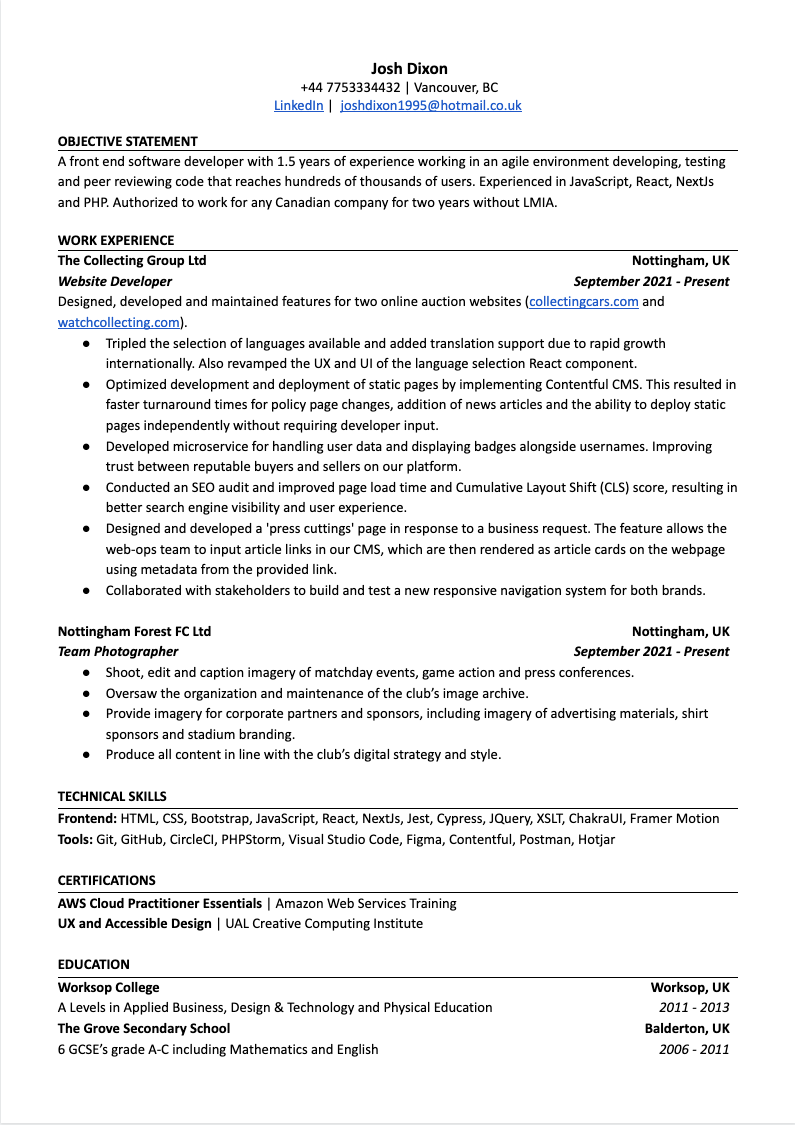 Josh Dixon
+44 7753334432 | Vancouver, BC
LinkedIn | joshdixon1995@hotmail.co.uk
OBJECTIVE STATEMENT
A front end software developer with 1.5 years of experience working in an agile environment developing, testing
and peer reviewing code that reaches hundreds of thousands of users. Experienced in JavaScript, React, NextJs
and PHP. Authorized to work for any Canadian company for two years without LMIA.
WORK EXPERIENCE
The Collecting Group Ltd Nottingham, UK
Website Developer September 2021 - Present
Designed, developed and maintained features for two online auction websites (collectingcars.com and
watchcollecting.com).
● Tripled the selection of languages available and added translation support due to rapid growth
internationally. Also revamped the UX and UI of the language selection React component.
● Optimized development and deployment of static pages by implementing Contentful CMS. This resulted in
faster turnaround times for policy page changes, addition of news articles and the ability to deploy static
pages independently without requiring developer input.
● Developed microservice for handling user data and displaying badges alongside usernames. Improving
trust between reputable buyers and sellers on our platform.
● Conducted an SEO audit and improved page load time and Cumulative Layout Shift (CLS) score, resulting in
better search engine visibility and user experience.
● Designed and developed a 'press cuttings' page in response to a business request. The feature allows the
web-ops team to input article links in our CMS, which are then rendered as article cards on the webpage
using metadata from the provided link.
● Collaborated with stakeholders to build and test a new responsive navigation system for both brands.
Nottingham Forest FC Ltd Nottingham, UK
Team Photographer September 2021 - Present
● Shoot, edit and caption imagery of matchday events, game action and press conferences.
● Oversaw the organization and maintenance of the club's image archive.
● Provide imagery for corporate partners and sponsors, including imagery of advertising materials, shirt
sponsors and stadium branding.
● Produce all content in line with the club's digital strategy and style.
TECHNICAL SKILLS
Frontend: HTML, CSS, Bootstrap, JavaScript, React, NextJs, Jest, Cypress, JQuery, XSLT, ChakraUI, Framer Motion
Tools: Git, GitHub, CircleCI, PHPStorm, Visual Studio Code, Figma, Contentful, Postman, Hotjar
CERTIFICATIONS
AWS Cloud Practitioner Essentials | Amazon Web Services Training
UX and Accessible Design | UAL Creative Computing Institute
EDUCATION
Worksop College Worksop, UK
A Levels in Applied Business, Design & Technology and Physical Education 2011 - 2013
The Grove Secondary School Balderton, UK
6 GCSE's grade A-C including Mathematics and English 2006 - 2011